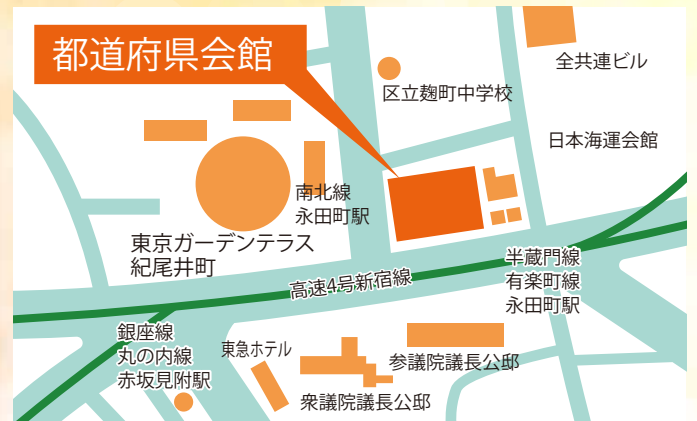 都道府県会館
全共連ビル
区立麹町中学校
日本海運会館
南北線
永田町駅
東京ガーデンテラス
紀尾井町
半蔵門線
有楽町線
永田町駅
高速4号新宿線
銀座線
丸の内線
赤坂見附駅
東急ホテル
参議院議長公邸
衆議院議長公邸